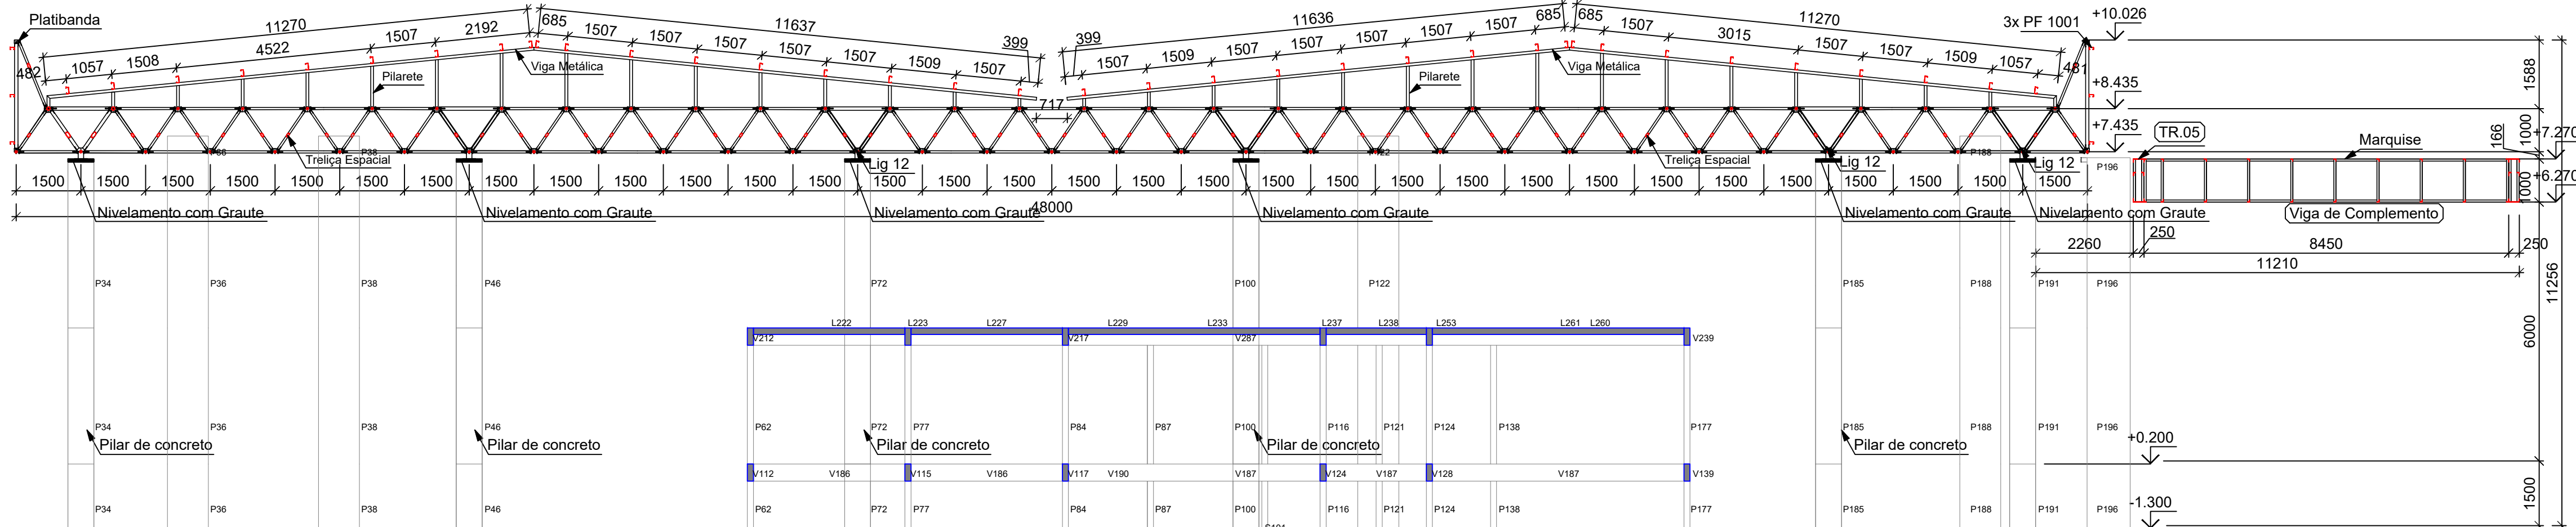 Platibanda
11270
685
11637
11636
685
685
11270
3x PF 1001
+10.026
2192
1507
4522
1508
1057
482
1507
1507
1507
1507
1507
1509
1507
399
399
1507
1509
1507
1507
1507
1507
1507
1507
3015
1507
1507
1509
1057
481
Viga Metálica
Viga Metálica
Pilarete
Pilarete
717
1588
+8.435
+7.435
1000
166
+7.270
+6.270
1000
TR.05
Marquise
P36
P38
P122
P188
P196
Treliça Espacial
Treliça Espacial
Lig 12
Lig 12
Lig 12
1500 1500 1500 1500 1500 1500 1500 1500 1500 1500 1500 1500 1500 1500 1500 1500 1500 1500 1500 1500 1500 1500 1500 1500 1500 1500 1500 1500 1500 1500 1500 1500
48000
Nivelamento com Graute
Nivelamento com Graute
Nivelamento com Graute
Nivelamento com Graute
Nivelamento com Graute
Nivelamento com Graute
Viga de Complemento
2260
250
8450
250
11210
11256
6000
P34 P36 P38 P46 P72 P100 P122 P185 P188 P191 P196
L222 L223 L227 L229 L233 L237 L238 L253 L261 L260
V212 V217 V287 V239
P34 P36 P38 P46 P62 P72 P77 P84 P87 P100 P116 P121 P124 P138 P177 P185 P188 P191 P196
Pilar de concreto
Pilar de concreto
Pilar de concreto
Pilar de concreto
Pilar de concreto
+0.200
V112 V186 V115 V186 V117 V190 V187 V124 V187 V128 V187 V139
1500
-1.300
P34 P36 P38 P46 P62 P72 P77 P84 P87 P100 P116 P121 P124 P138 P177 P185 P188 P191 P196